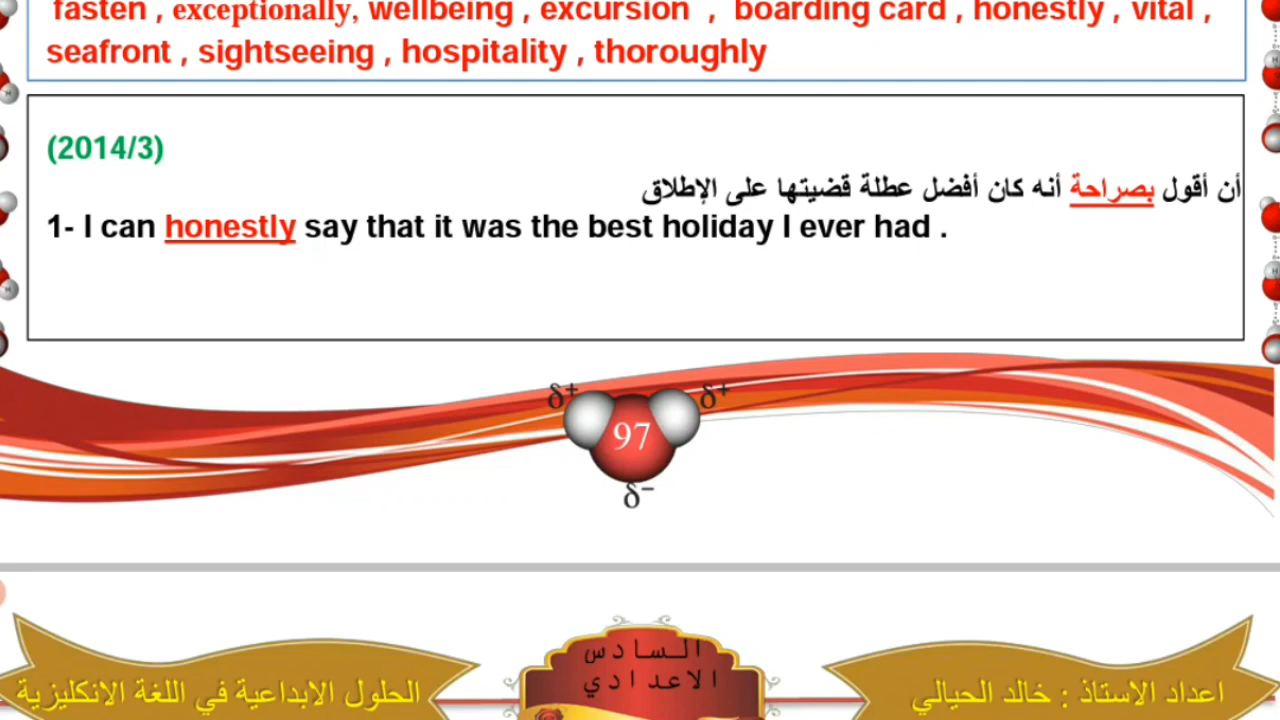 fasten , exceptionally, wellbeing , excursion , boarding card , honestly , vital ,
seafront , sightseeing , hospitality , thoroughly
(2014/3)
أن أقول بصراحة أنه كان أفضل عطلة قضيتها على الإطلاق
1- I can honestly say that it was the best holiday I ever had .
δ+ δ+
97
δ−
السادس
الاعدادي
الحلول الابداعية في اللغة الانكليزية
اعداد الاستاذ : خالد الحيالي